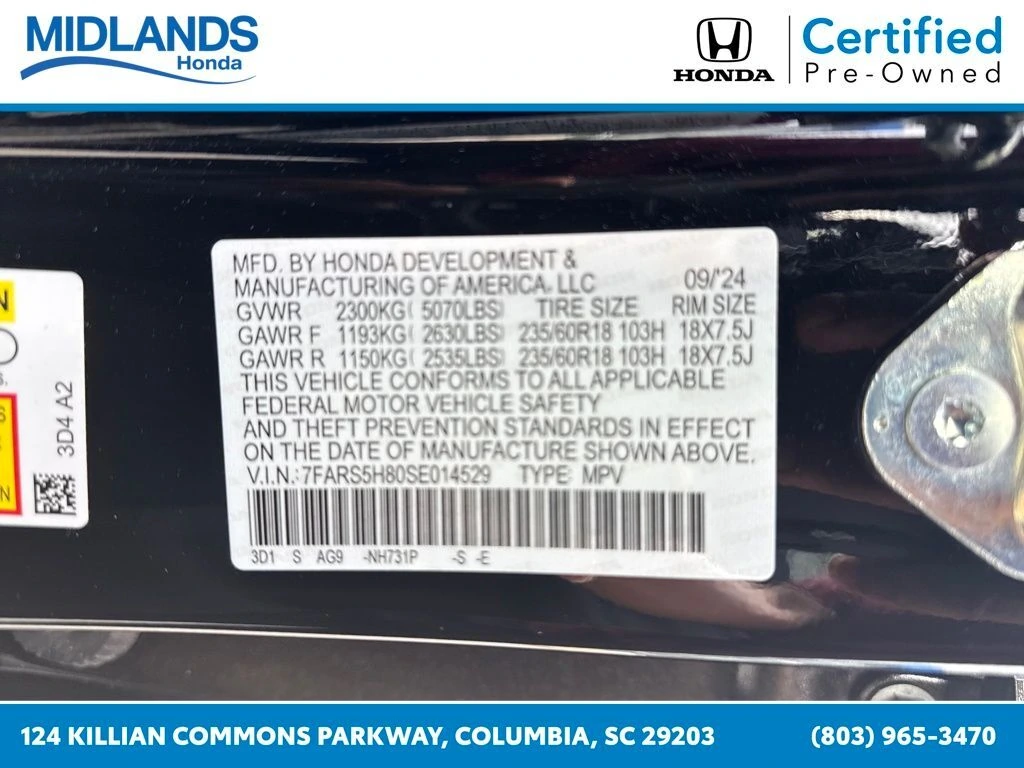 MIDLANDS
Honda
HONDA
Certified
Pre-Owned
MFD. BY HONDA DEVELOPMENT &
MANUFACTURING OF AMERICA, LLC 09/'24
GVWR 2300KG( 5070LBS) TIRE SIZE RIM SIZE
GAWR F 1193KG( 2630LBS) 235/60R18 103H 18X7.5J
GAWR R 1150KG( 2535LBS) 235/60R18 103H 18X7.5J
THIS VEHICLE CONFORMS TO ALL APPLICABLE
FEDERAL MOTOR VEHICLE SAFETY
AND THEFT PREVENTION STANDARDS IN EFFECT
ON THE DATE OF MANUFACTURE SHOWN ABOVE.
V.I.N.:7FARS5H80SE014529 TYPE: MPV
3D1 S AG9 -NH731P -S -E
3D4 A2
124 KILLIAN COMMONS PARKWAY, COLUMBIA, SC 29203
(803) 965-3470